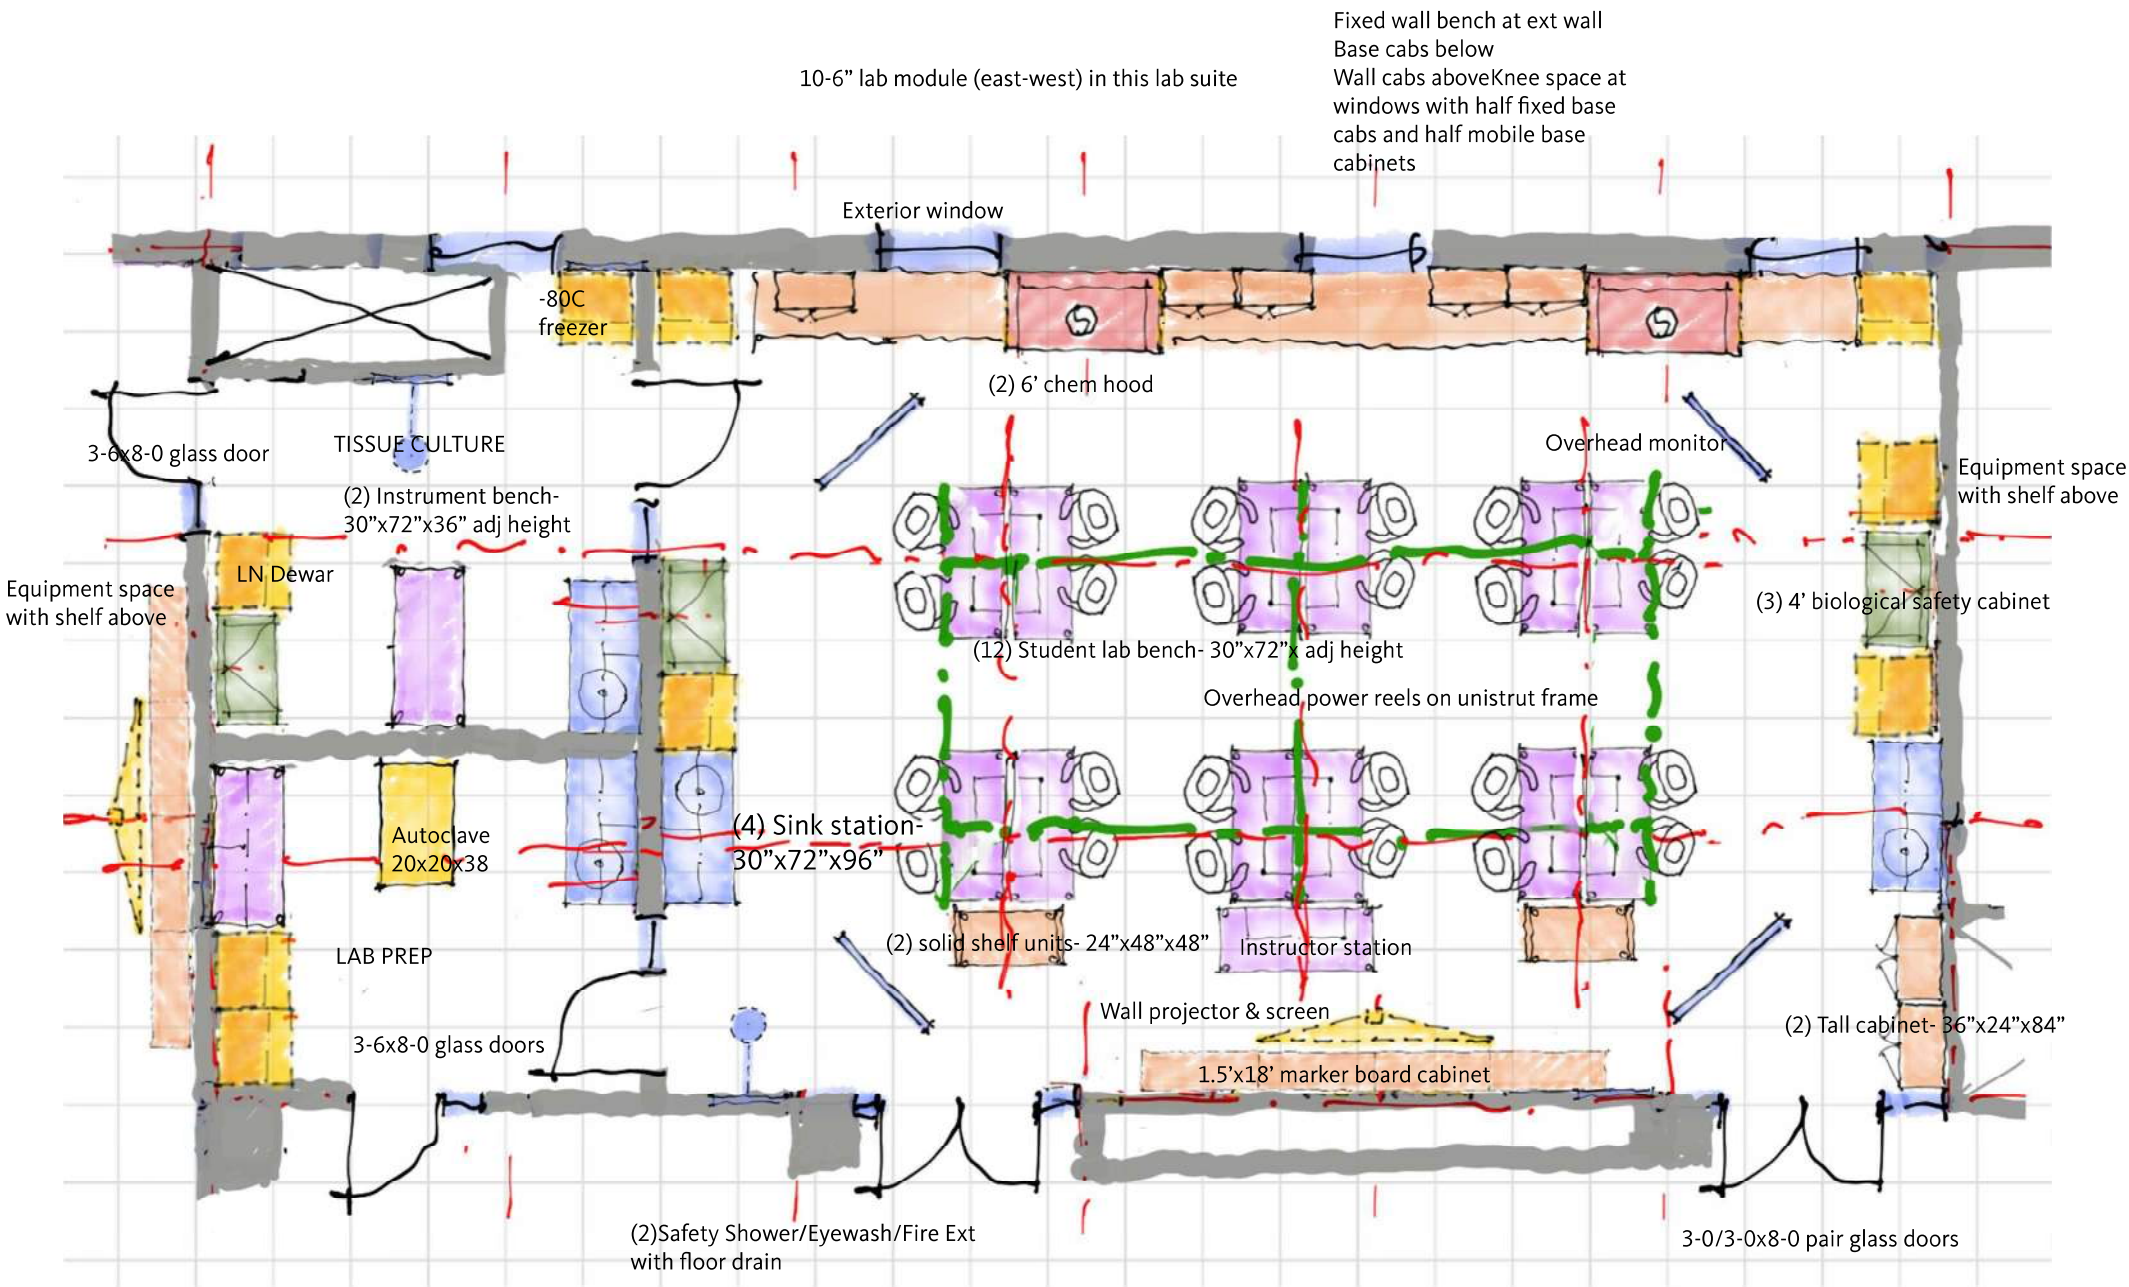 Fixed wall bench at ext wall
Base cabs below
Wall cabs aboveKnee space at
windows with half fixed base
cabs and half mobile base
cabinets
10-6” lab module (east-west) in this lab suite
Exterior window
-80C
freezer
(2) 6’ chem hood
3-6x8-0 glass door
TISSUE CULTURE
Overhead monitor
Equipment space
with shelf above
(2) Instrument bench-
30”x72”x36” adj height
LN Dewar
Equipment space
with shelf above
(3) 4’ biological safety cabinet
(12) Student lab bench- 30”x72”x adj height
Overhead power reels on unistrut frame
Autoclave
20x20x38
(4) Sink station-
30”x72”x96”
(2) solid shelf units- 24”x48”x48”
Instructor station
LAB PREP
Wall projector & screen
(2) Tall cabinet- 36”x24”x84”
3-6x8-0 glass doors
1.5’x18’ marker board cabinet
(2)Safety Shower/Eyewash/Fire Ext
with floor drain
3-0/3-0x8-0 pair glass doors